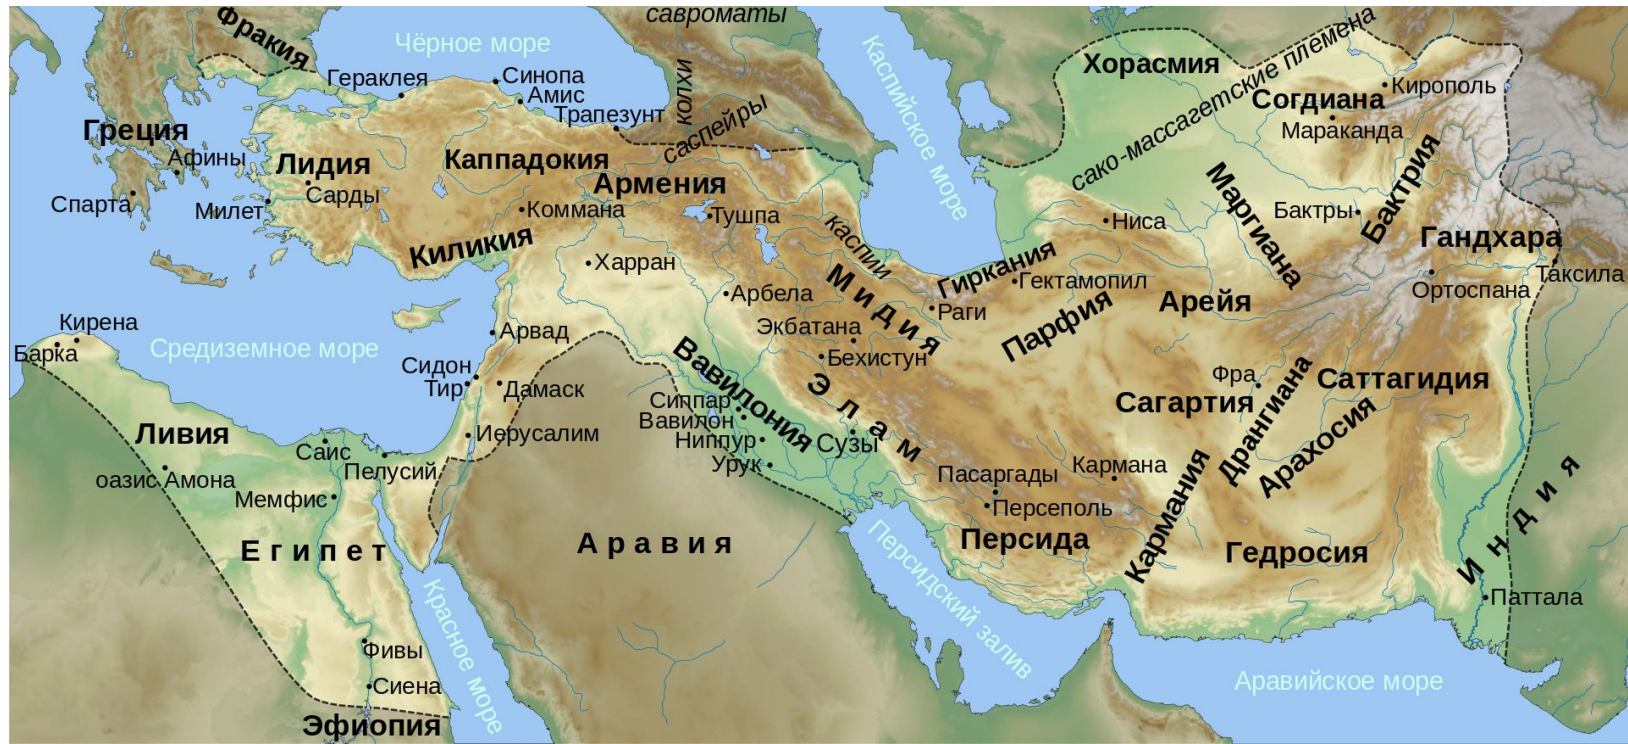 савроматы
Фракия
Чёрное море
Каспийское море
Хорасмия
сако-массагетские племена
Гераклея
Синопа
Амис
Трапезунт
колхи
саспейры
Согдиана
Кирополь
Мараканда
Греция
Афины
Спарта
Лидия
Сарды
Милет
Каппадокия
Армения
Коммана
Тушпа
Киликия
каспии
Ниса
Маргиана
Бактры
Бактрия
Гандхара
Таксила
Ортоспана
Харран
Арбела
Мидия
Гиркания
Гектамопил
Раги
Парфия
Арейя
Кирена
Барка
Средиземное море
Арвад
Экбатана
Бехистун
Сидон
Тир
Дамаск
Вавилония
Элам
Фра
Саттагидия
Сагартия
Дрангиана
Арахосия
Сиппар
Вавилон
Ниппур
Урук
Сузы
Ливия
Саис
Пелусий
Иерусалим
оазис Амона
Мемфис
Пасаргады
Кармана
Персеполь
Персида
Кармания
Гедросия
Индия
Египет
Аравия
Персидский залив
Красное море
Паттала
Фивы
Сиена
Эфиопия
Аравийское море